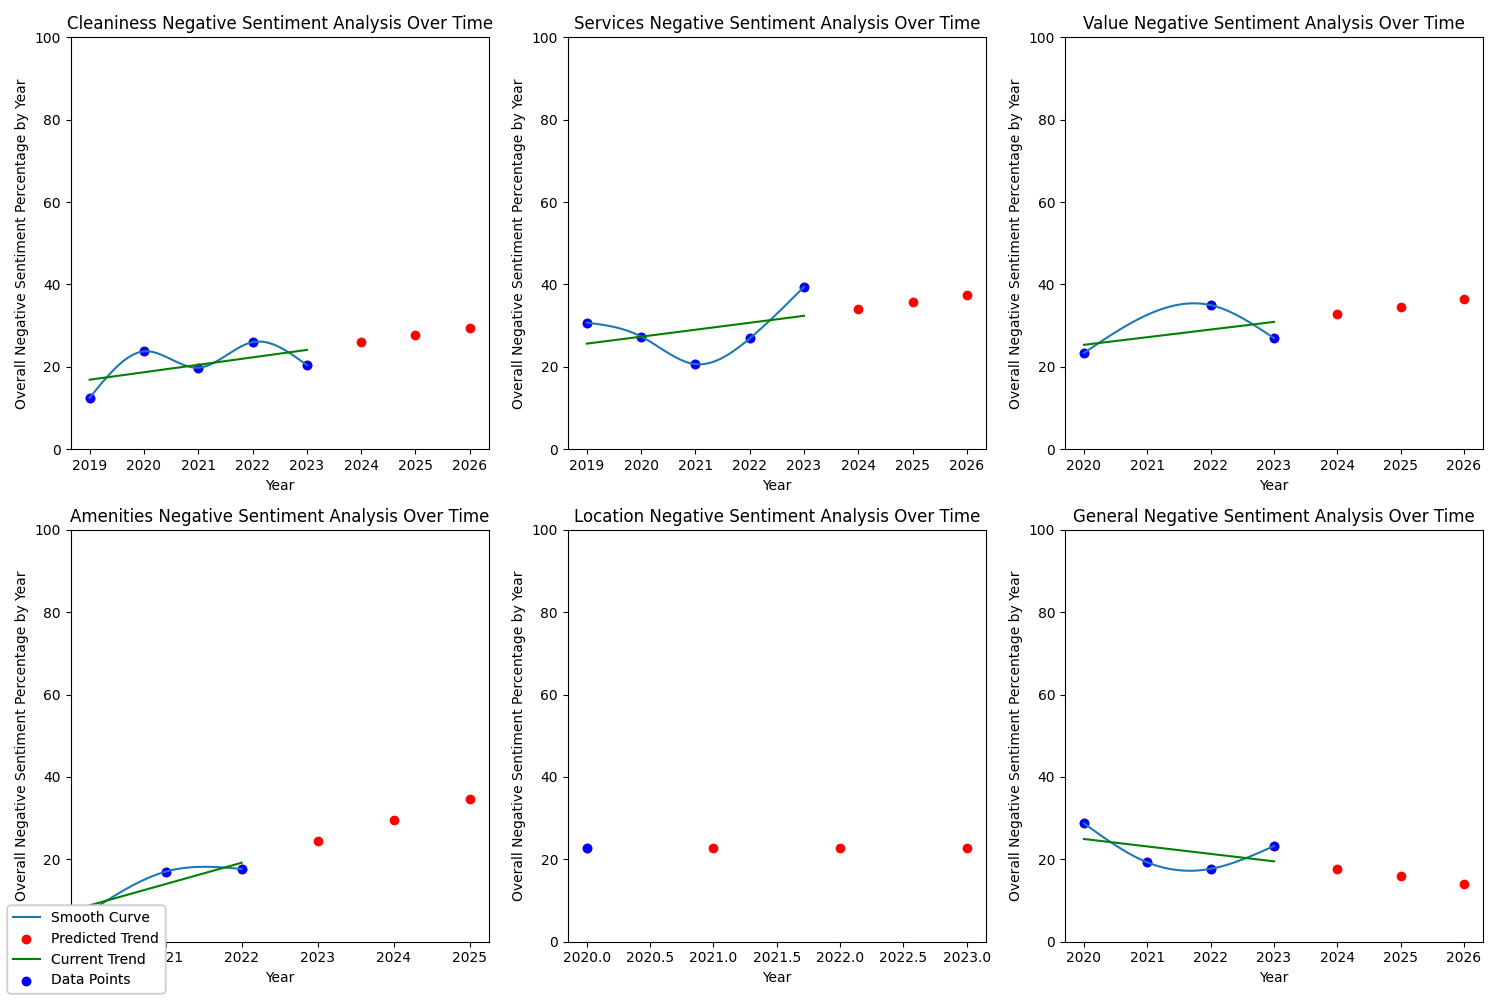 Cleaniness Negative Sentiment Analysis Over Time
Overall Negative Sentiment Percentage by Year
100
80
60
40
20
0
2019 2020 2021 2022 2023 2024 2025 2026
Year
Services Negative Sentiment Analysis Over Time
Overall Negative Sentiment Percentage by Year
100
80
60
40
20
0
2019 2020 2021 2022 2023 2024 2025 2026
Year
Value Negative Sentiment Analysis Over Time
Overall Negative Sentiment Percentage by Year
100
80
60
40
20
0
2020 2021 2022 2023 2024 2025 2026
Year
Amenities Negative Sentiment Analysis Over Time
Overall Negative Sentiment Percentage by Year
100
80
60
40
20
21 2022 2023 2024 2025
Year
Smooth Curve
Predicted Trend
Current Trend
Data Points
Location Negative Sentiment Analysis Over Time
Overall Negative Sentiment Percentage by Year
100
80
60
40
20
0
2020.0 2020.5 2021.0 2021.5 2022.0 2022.5 2023.0
Year
General Negative Sentiment Analysis Over Time
Overall Negative Sentiment Percentage by Year
100
80
60
40
20
0
2020 2021 2022 2023 2024 2025 2026
Year